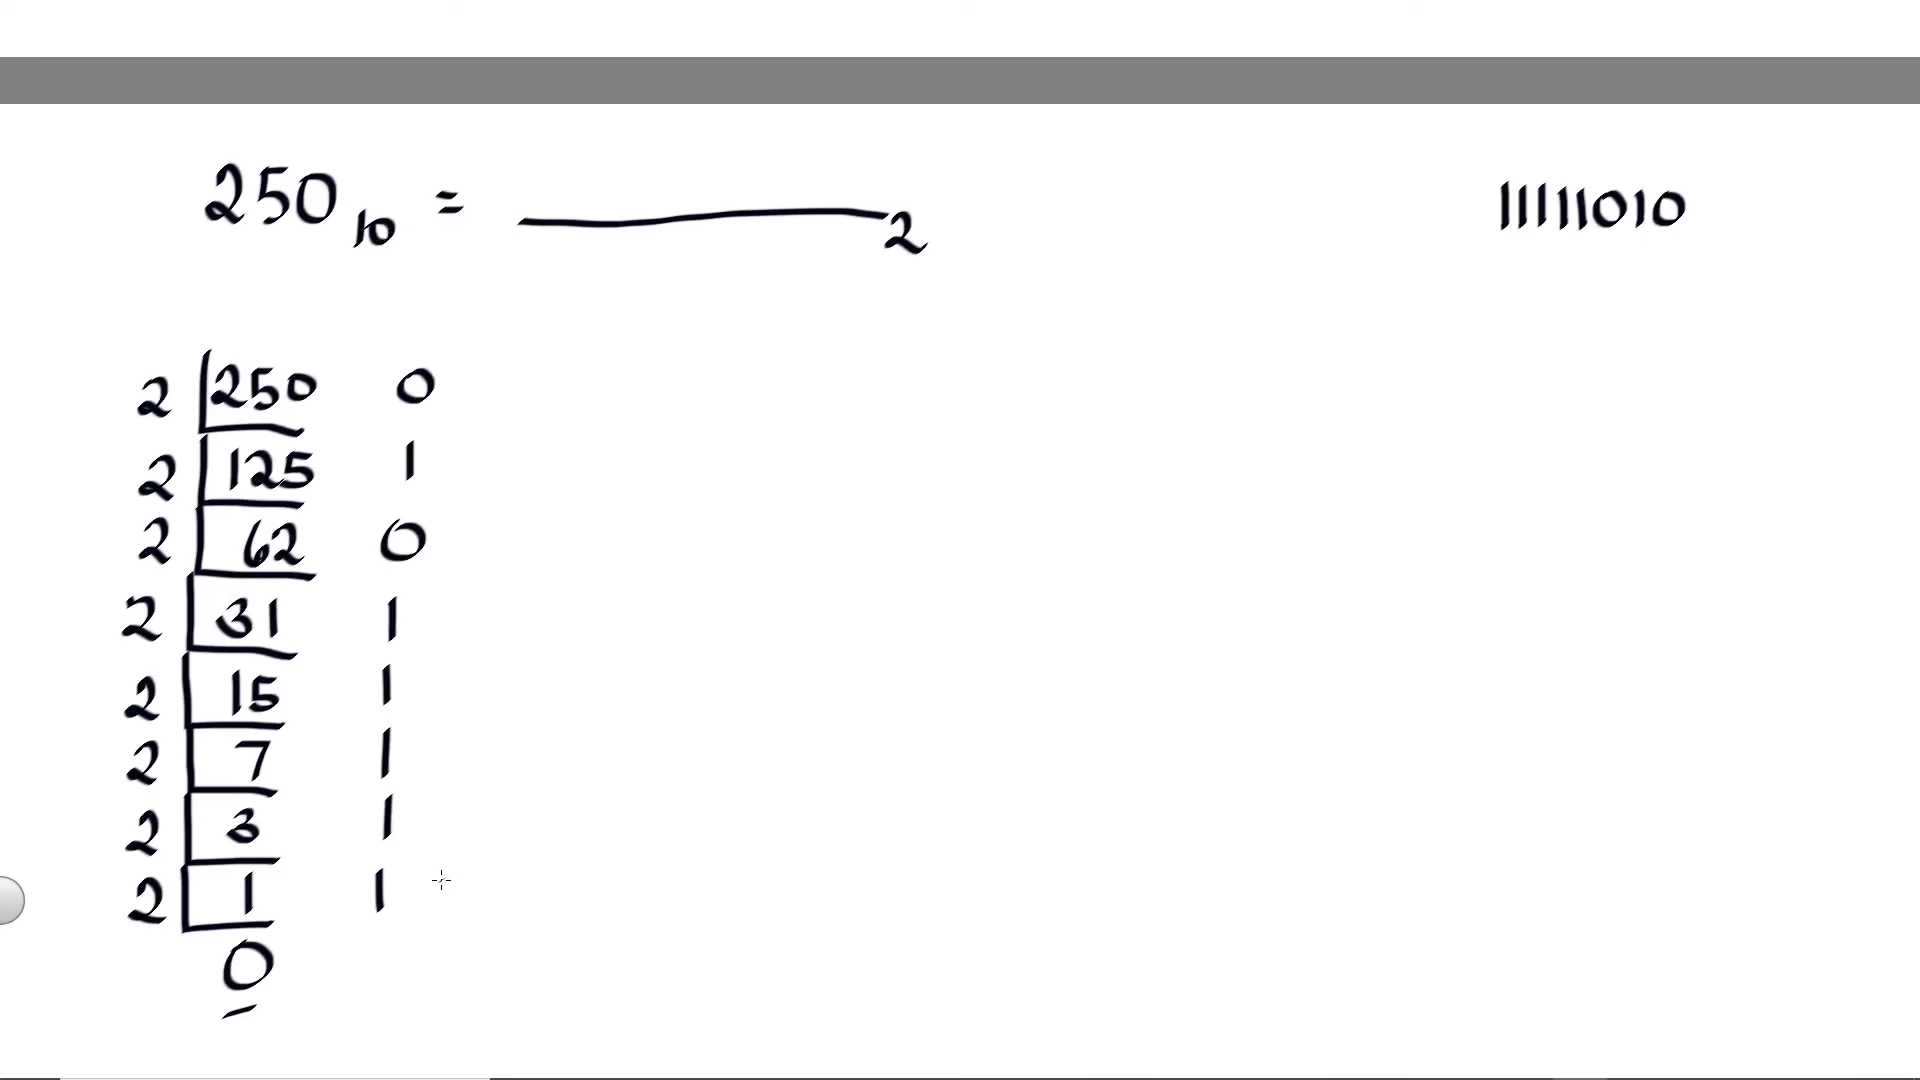 250₁₀ = ________₂
11111010
2 250 0
2 125 1
2 62 0
2 31 1
2 15 1
2 7 1
2 3 1
2 1 1
0